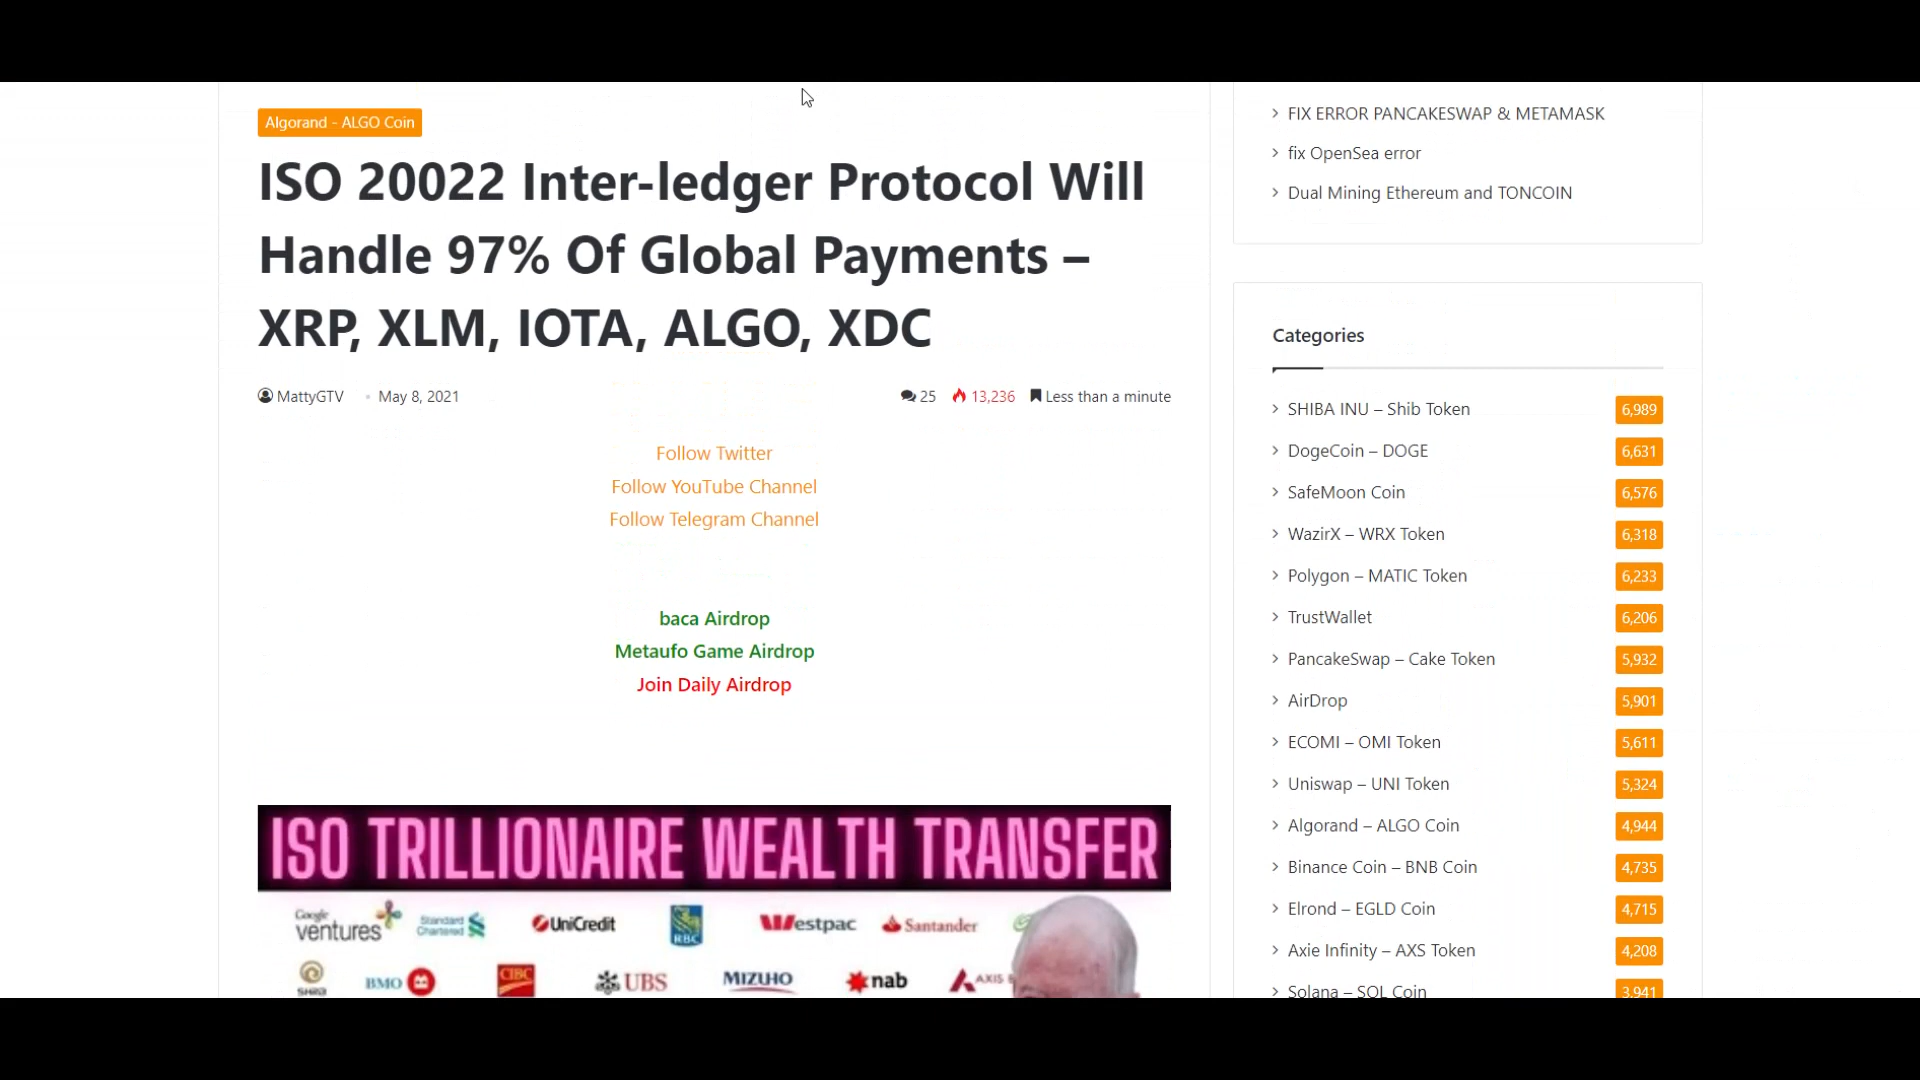 Algorand - ALGO Coin
ISO 20022 Inter-ledger Protocol Will
Handle 97% Of Global Payments –
XRP, XLM, IOTA, ALGO, XDC
MattyGTV • May 8, 2021
25 13,236 Less than a minute
Follow Twitter
Follow YouTube Channel
Follow Telegram Channel
baca Airdrop
Metaufo Game Airdrop
Join Daily Airdrop
ISO TRILLIONAIRE WEALTH TRANSFER
Google ventures Standard Chartered UniCredit RBC Westpac Santander
BMO CIBC UBS MIZUHO nab AXIS
FIX ERROR PANCAKESWAP & METAMASK
fix OpenSea error
Dual Mining Ethereum and TONCOIN
Categories
SHIBA INU – Shib Token 6,989
DogeCoin – DOGE 6,631
SafeMoon Coin 6,576
WazirX – WRX Token 6,318
Polygon – MATIC Token 6,233
TrustWallet 6,206
PancakeSwap – Cake Token 5,932
AirDrop 5,901
ECOMI – OMI Token 5,611
Uniswap – UNI Token 5,324
Algorand – ALGO Coin 4,944
Binance Coin – BNB Coin 4,735
Elrond – EGLD Coin 4,715
Axie Infinity – AXS Token 4,208
Solana – SOL Coin 3,941